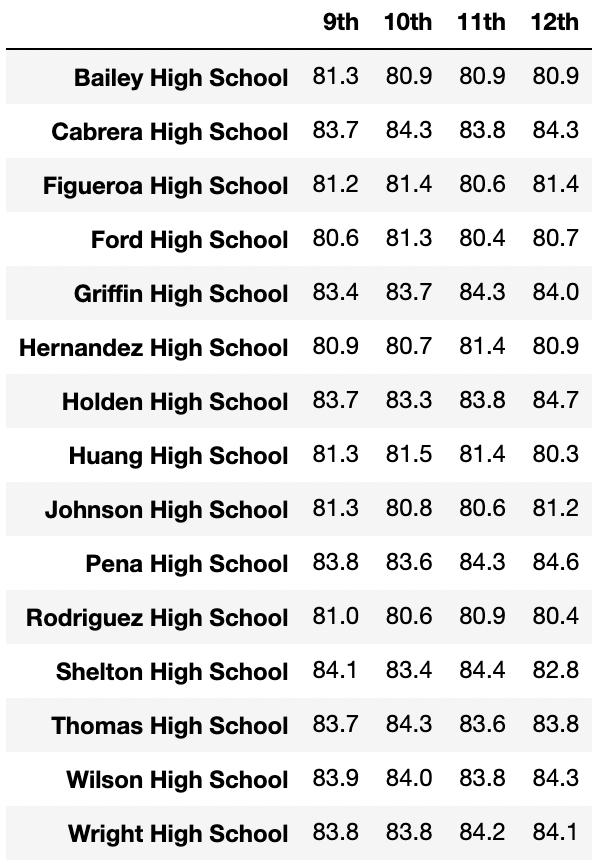 9th 10th 11th 12th
Bailey High School 81.3 80.9 80.9 80.9
Cabrera High School 83.7 84.3 83.8 84.3
Figueroa High School 81.2 81.4 80.6 81.4
Ford High School 80.6 81.3 80.4 80.7
Griffin High School 83.4 83.7 84.3 84.0
Hernandez High School 80.9 80.7 81.4 80.9
Holden High School 83.7 83.3 83.8 84.7
Huang High School 81.3 81.5 81.4 80.3
Johnson High School 81.3 80.8 80.6 81.2
Pena High School 83.8 83.6 84.3 84.6
Rodriguez High School 81.0 80.6 80.9 80.4
Shelton High School 84.1 83.4 84.4 82.8
Thomas High School 83.7 84.3 83.6 83.8
Wilson High School 83.9 84.0 83.8 84.3
Wright High School 83.8 83.8 84.2 84.1